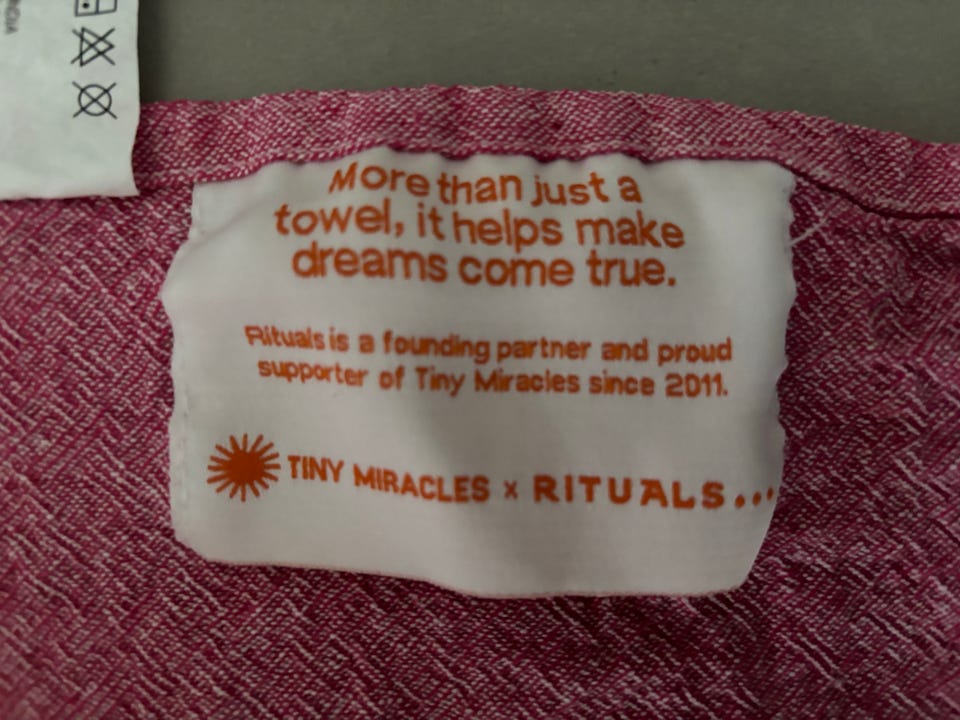 More than just a
towel, it helps make
dreams come true.
Rituals is a founding partner and proud
supporter of Tiny Miracles since 2011.
TINY MIRACLES x RITUALS...